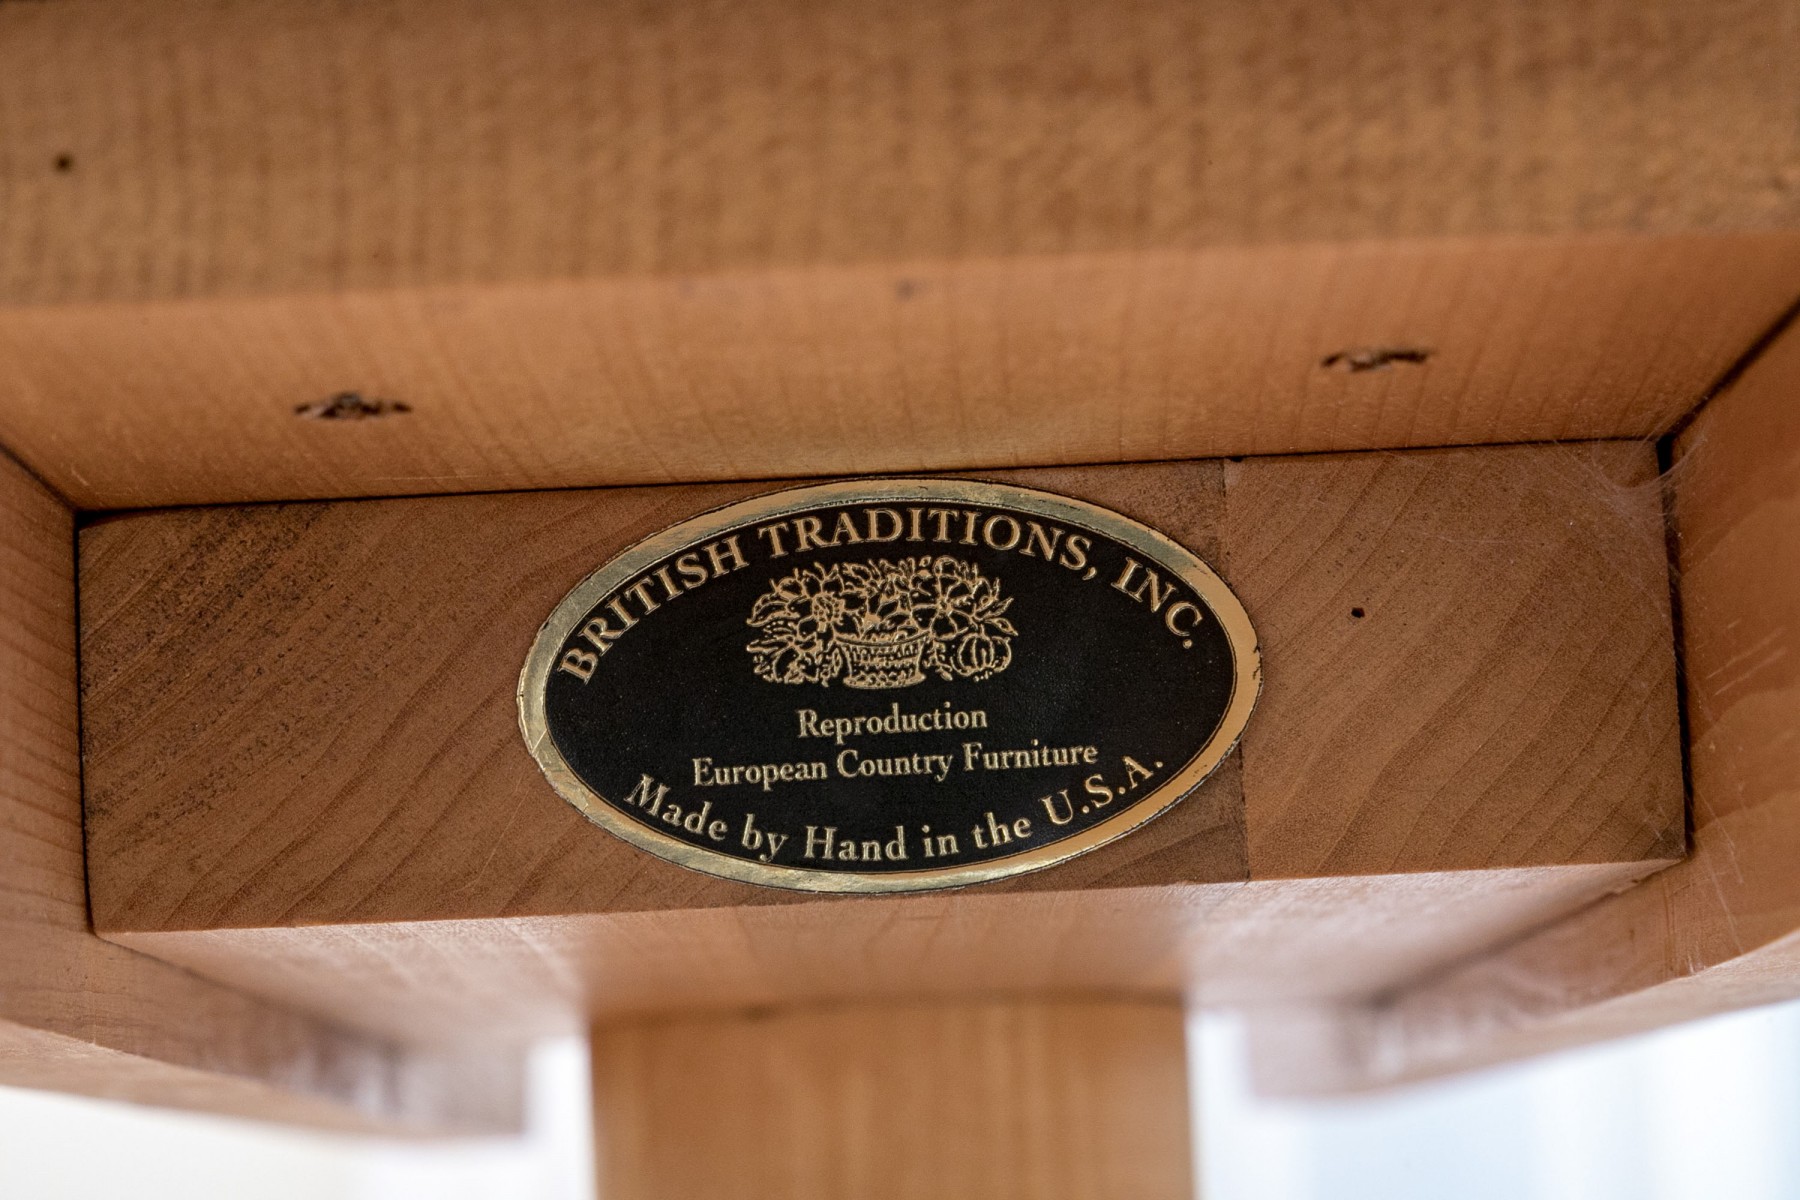 BRITISH TRADITIONS, INC.
Reproduction
European Country Furniture
Made by Hand in the U.S.A.